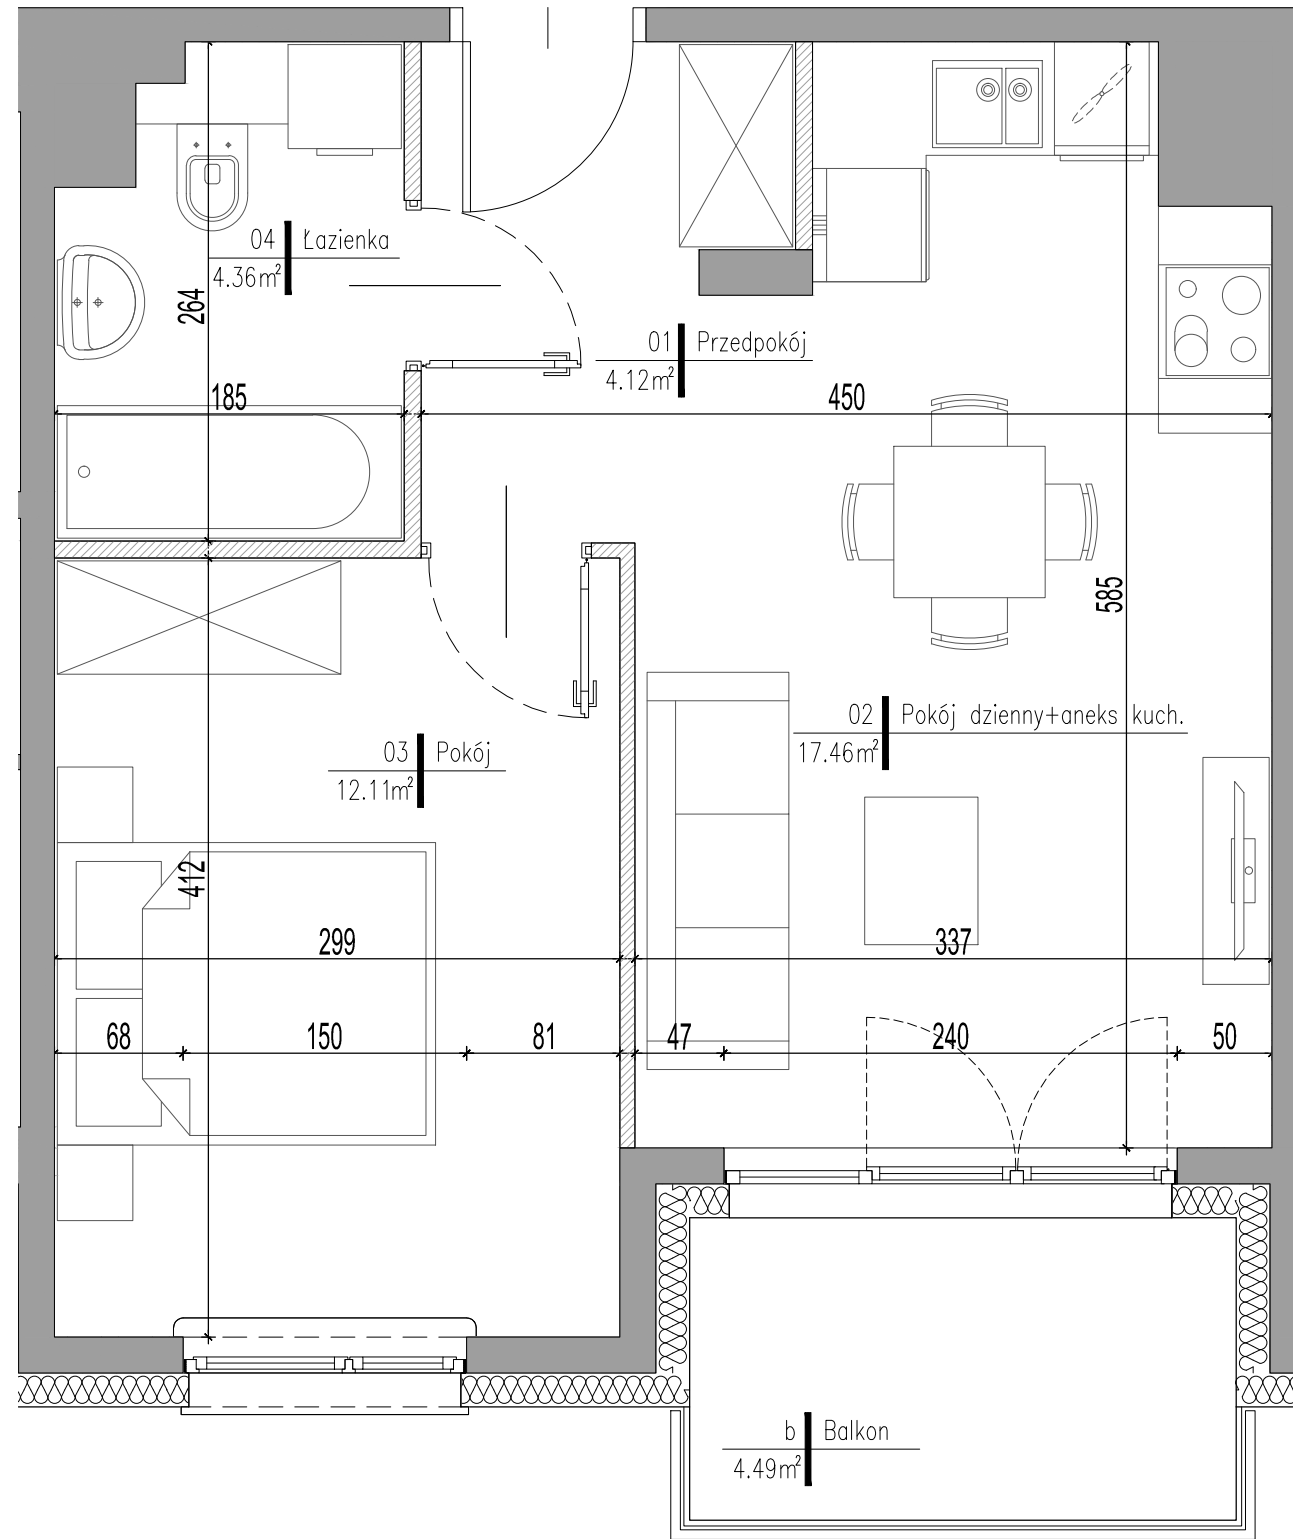 04 Łazienka
4.36m²
264
01 Przedpokój
4.12m²
185
450
585
02 Pokój dzienny+aneks kuch.
17.46m²
03 Pokój
12.11m²
412
299
337
68
150
81
47
240
50
b Balkon
4.49m²